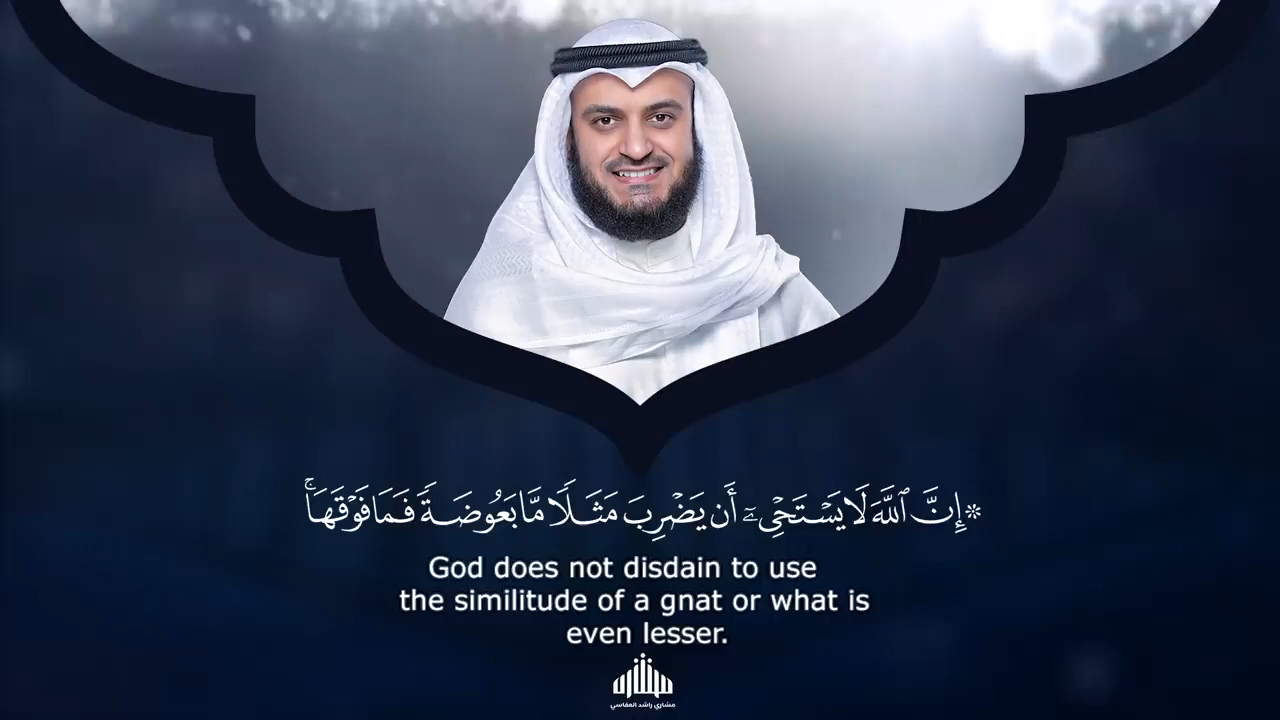 ۞ إِنَّ ٱللَّهَ لَا يَسْتَحْىِۦٓ أَن يَضْرِبَ مَثَلًا مَّا بَعُوضَةً فَمَا فَوْقَهَا ۚ
God does not disdain to use
the similitude of a gnat or what is
even lesser.
مشاري
مشاري راشد العفاسي